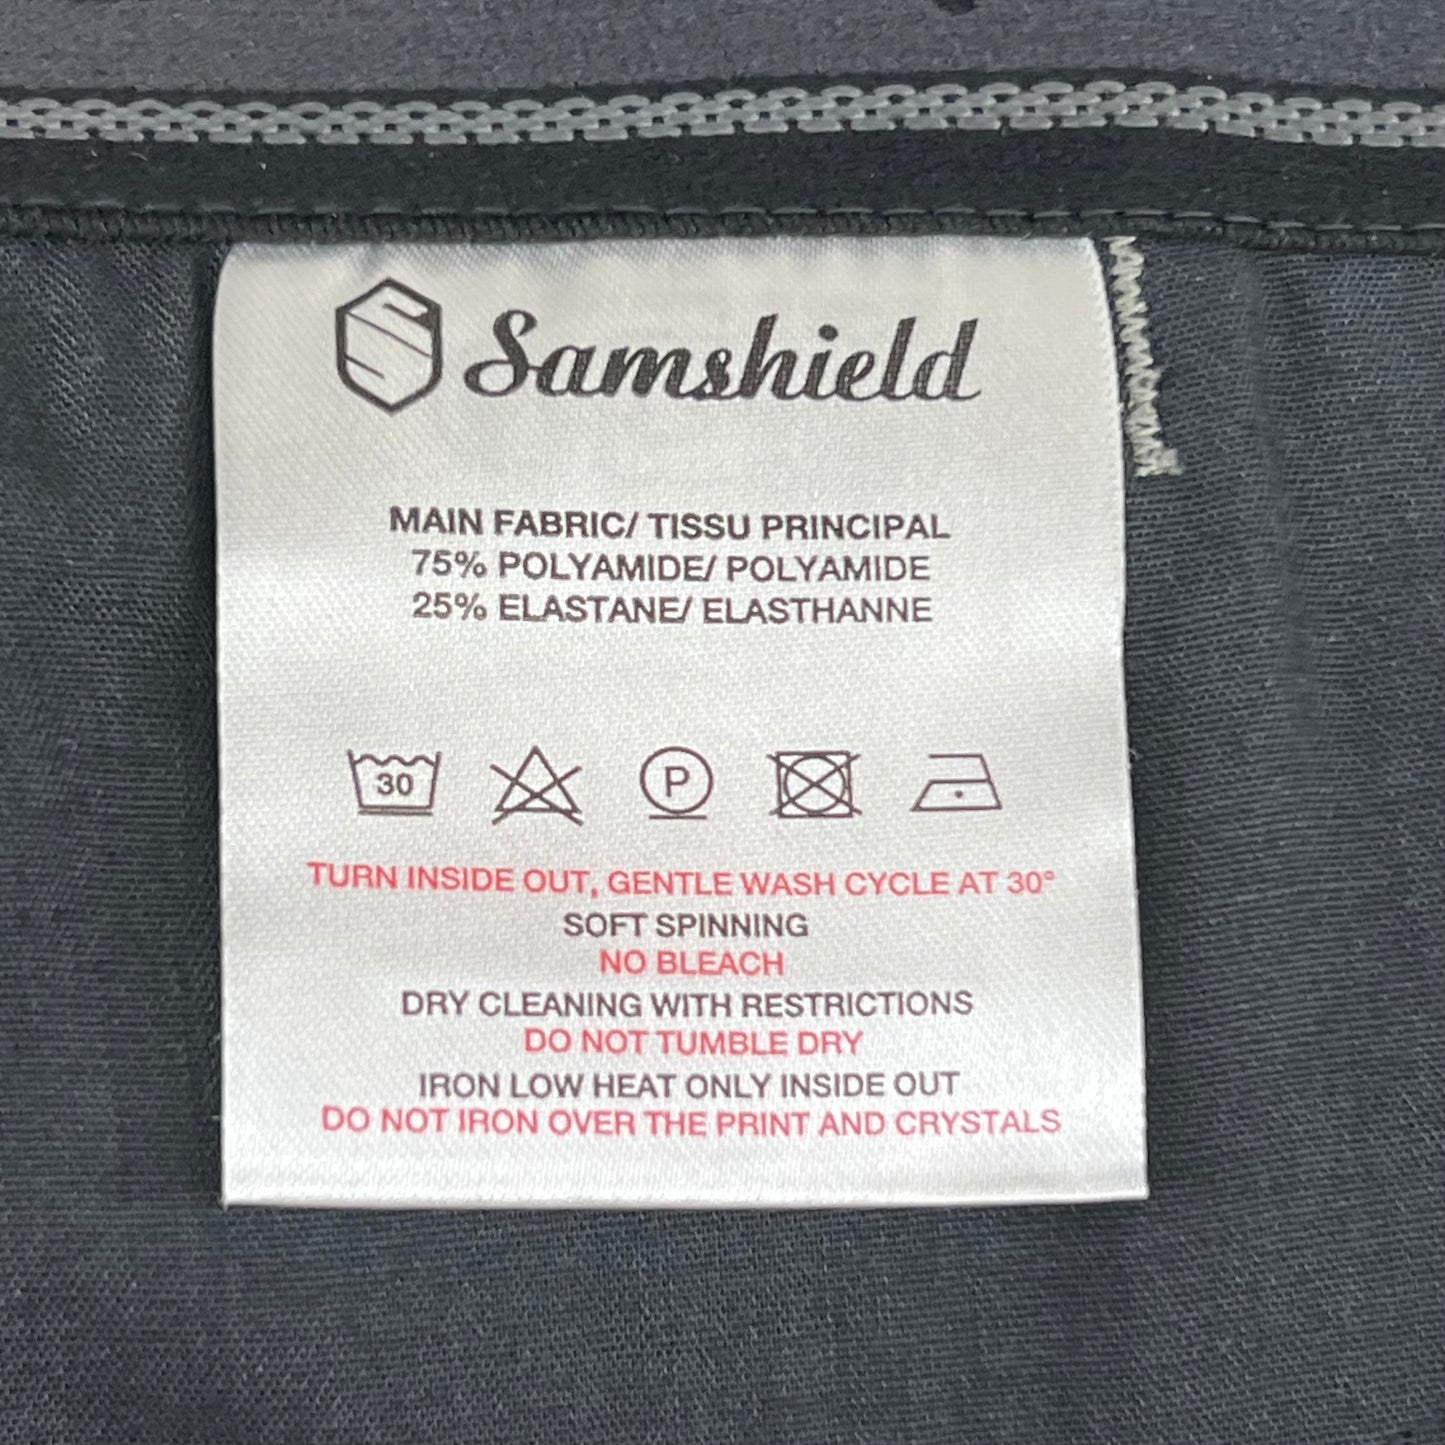 Samshield
MAIN FABRIC/ TISSU PRINCIPAL
75% POLYAMIDE/ POLYAMIDE
25% ELASTANE/ ELASTHANNE
30 P
TURN INSIDE OUT, GENTLE WASH CYCLE AT 30°
SOFT SPINNING
NO BLEACH
DRY CLEANING WITH RESTRICTIONS
DO NOT TUMBLE DRY
IRON LOW HEAT ONLY INSIDE OUT
DO NOT IRON OVER THE PRINT AND CRYSTALS